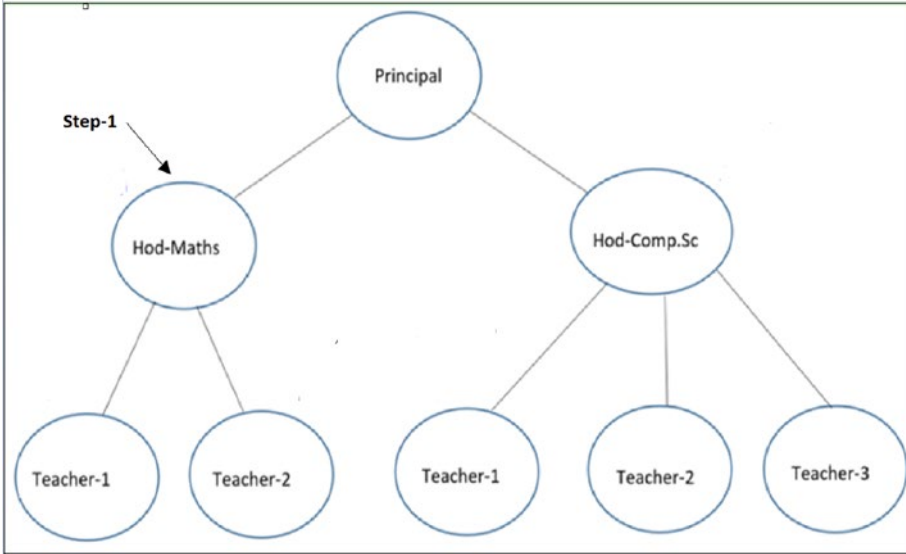 Principal
Step-1
Hod-Maths
Hod-Comp.Sc
Teacher-1
Teacher-2
Teacher-1
Teacher-2
Teacher-3